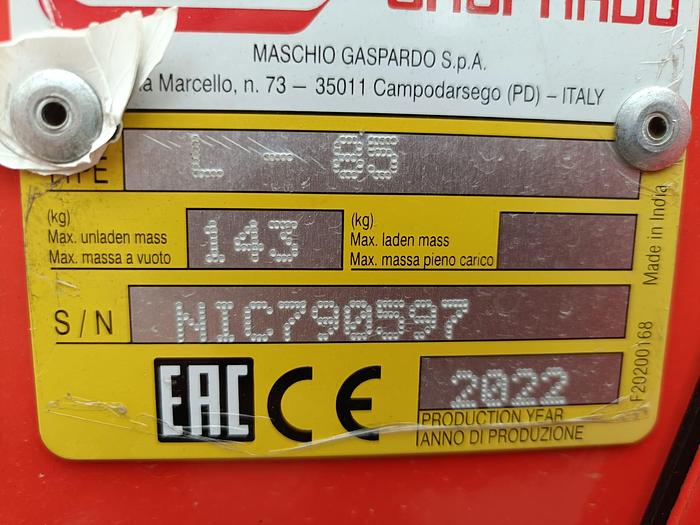 GASPARDO
MASCHIO GASPARDO S.p.A.
Marcello, n. 73 – 35011 Campodarsego (PD) – ITALY
TYPE L - 85
(kg)
Max. unladen mass
Max. massa a vuoto
143
(kg)
Max. laden mass
Max. massa pieno carico
S/N NIC790597
EAC CE
2022
PRODUCTION YEAR
ANNO DI PRODUZIONE
Made in India
F20200168